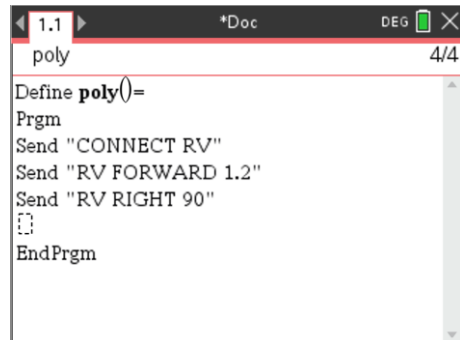 1.1 *Doc DEG
poly 4/4
Define poly()=
Prgm
Send "CONNECT RV"
Send "RV FORWARD 1.2"
Send "RV RIGHT 90"
EndPrgm